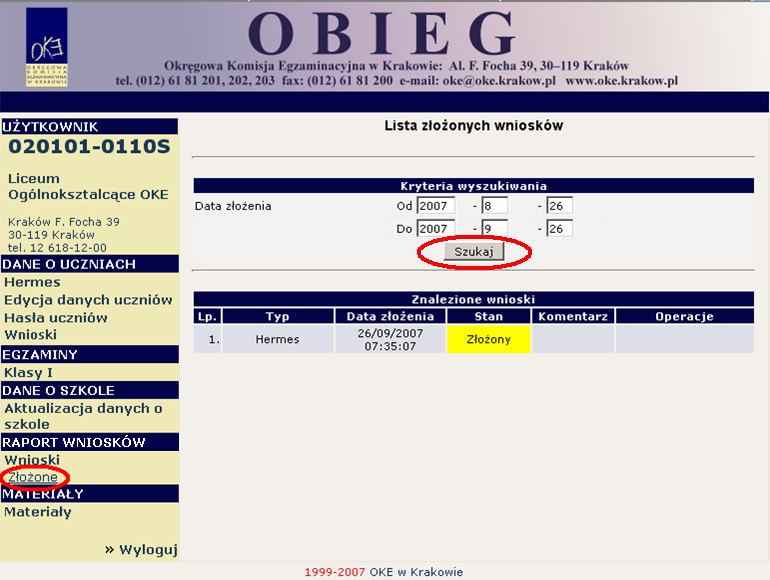 OKE
OKRĘGOWA
KOMISJA
EGZAMINACYJNA
W KRAKOWIE
OBIEG
Okręgowa Komisja Egzaminacyjna w Krakowie: Al. F. Focha 39, 30–119 Kraków
tel. (012) 61 81 201, 202, 203 fax: (012) 61 81 200 e-mail: oke@oke.krakow.pl www.oke.krakow.pl
UŻYTKOWNIK
020101-0110S
Liceum
Ogólnokształcące OKE
Kraków F. Focha 39
30-119 Kraków
tel. 12 618-12-00
DANE O UCZNIACH
Hermes
Edycja danych uczniów
Hasła uczniów
Wnioski
EGZAMINY
Klasy I
DANE O SZKOLE
Aktualizacja danych o
szkole
RAPORT WNIOSKÓW
Wnioski
Złożone
MATERIAŁY
Materiały
» Wyloguj
Lista złożonych wniosków
Kryteria wyszukiwania
Data złożenia Od 2007 - 8 - 26
Do 2007 - 9 - 26
Szukaj
Znalezione wnioski
Lp. Typ Data złożenia Stan Komentarz Operacje
1. Hermes 26/09/2007 07:35:07 Złożony
1999-2007 OKE w Krakowie